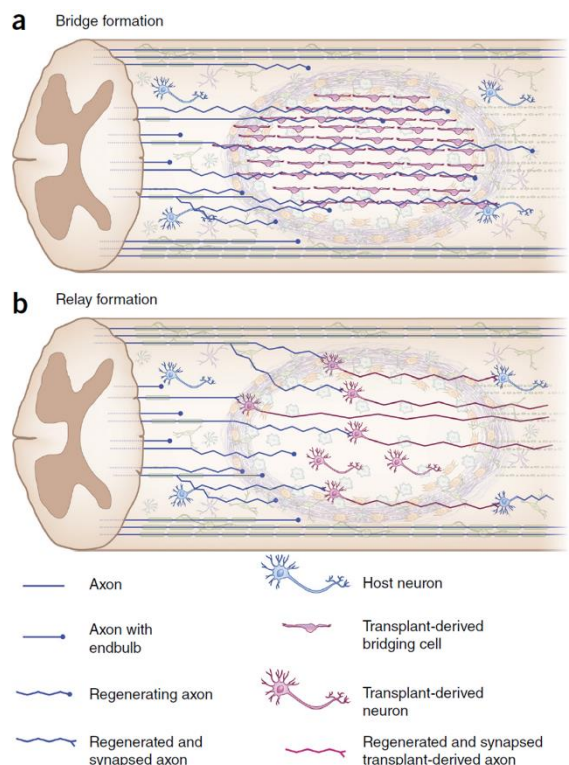 a
Bridge formation
b
Relay formation
Axon
Host neuron
Axon with
endbulb
Transplant-derived
bridging cell
Regenerating axon
Transplant-derived
neuron
Regenerated and
synapsed axon
Regenerated and synapsed
transplant-derived axon